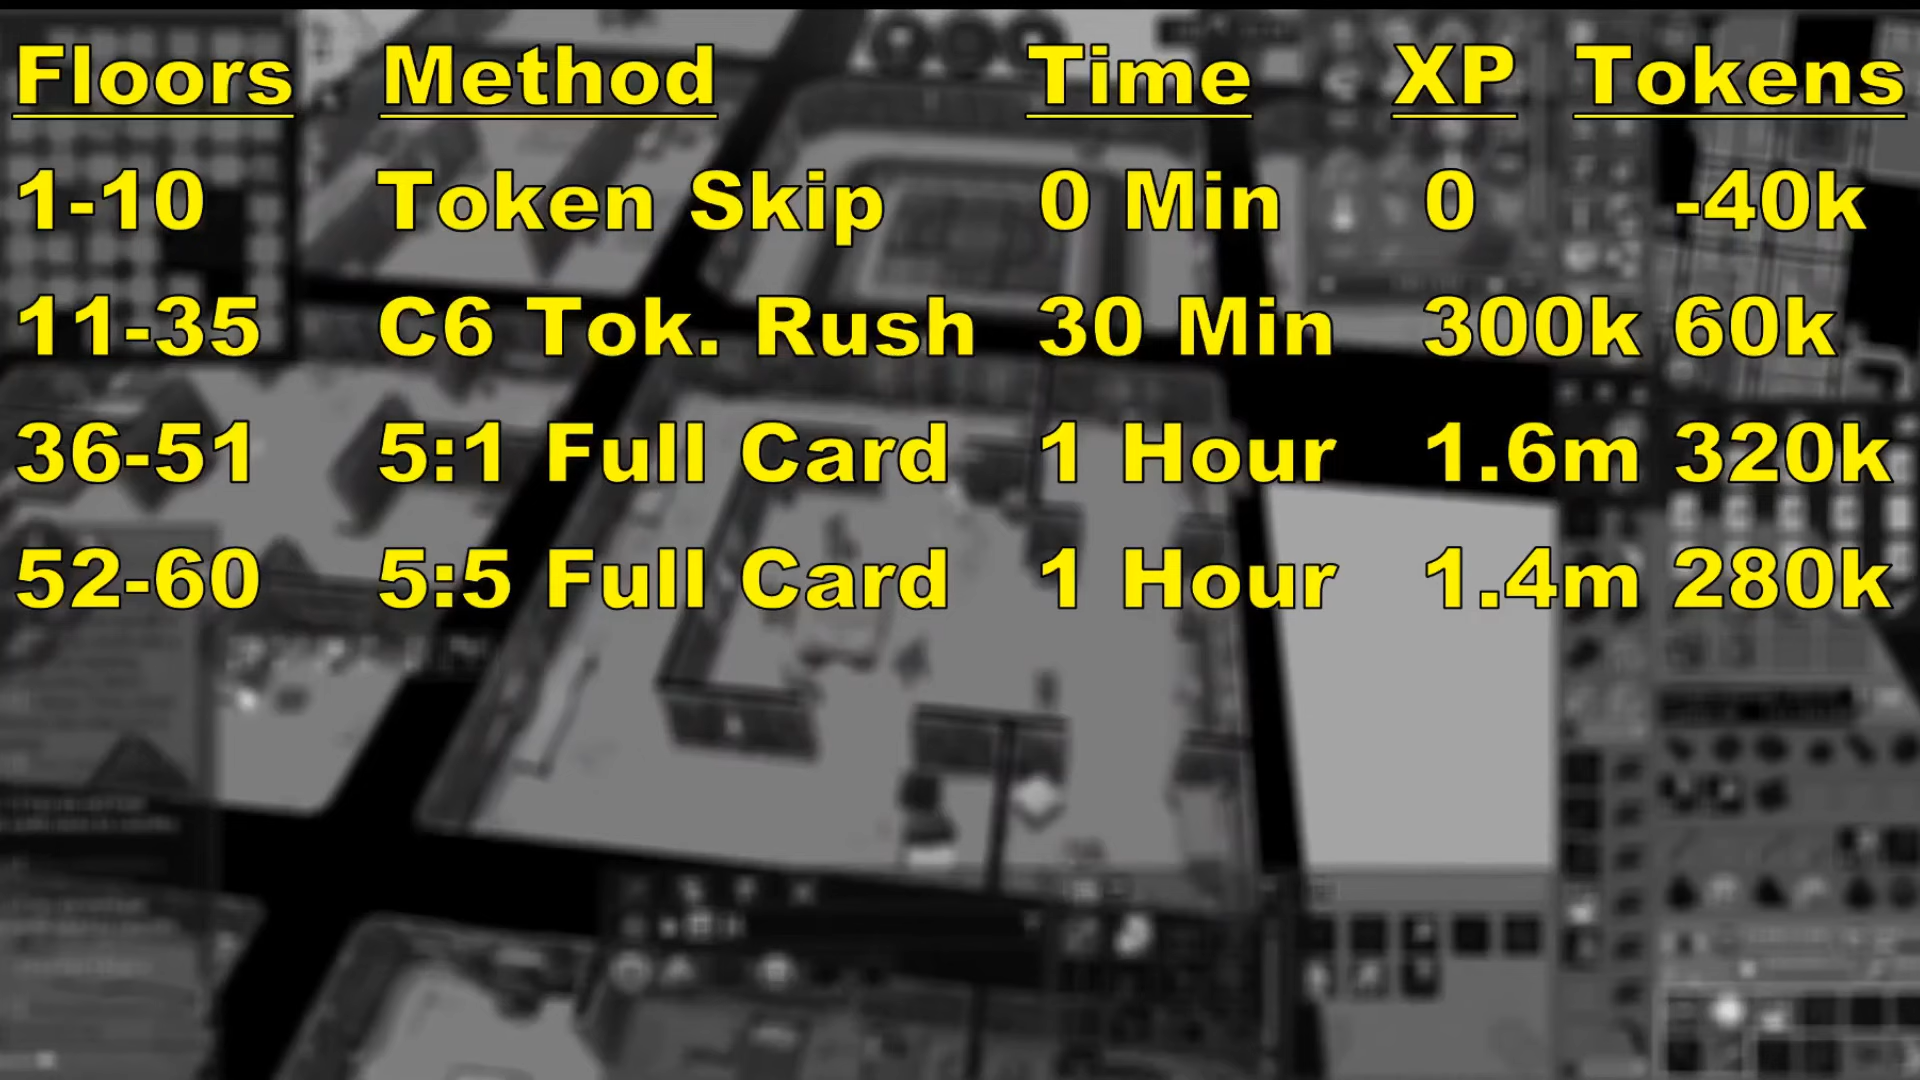 Floors Method Time XP Tokens
1-10 Token Skip 0 Min 0 -40k
11-35 C6 Tok. Rush 30 Min 300k 60k
36-51 5:1 Full Card 1 Hour 1.6m 320k
52-60 5:5 Full Card 1 Hour 1.4m 280k